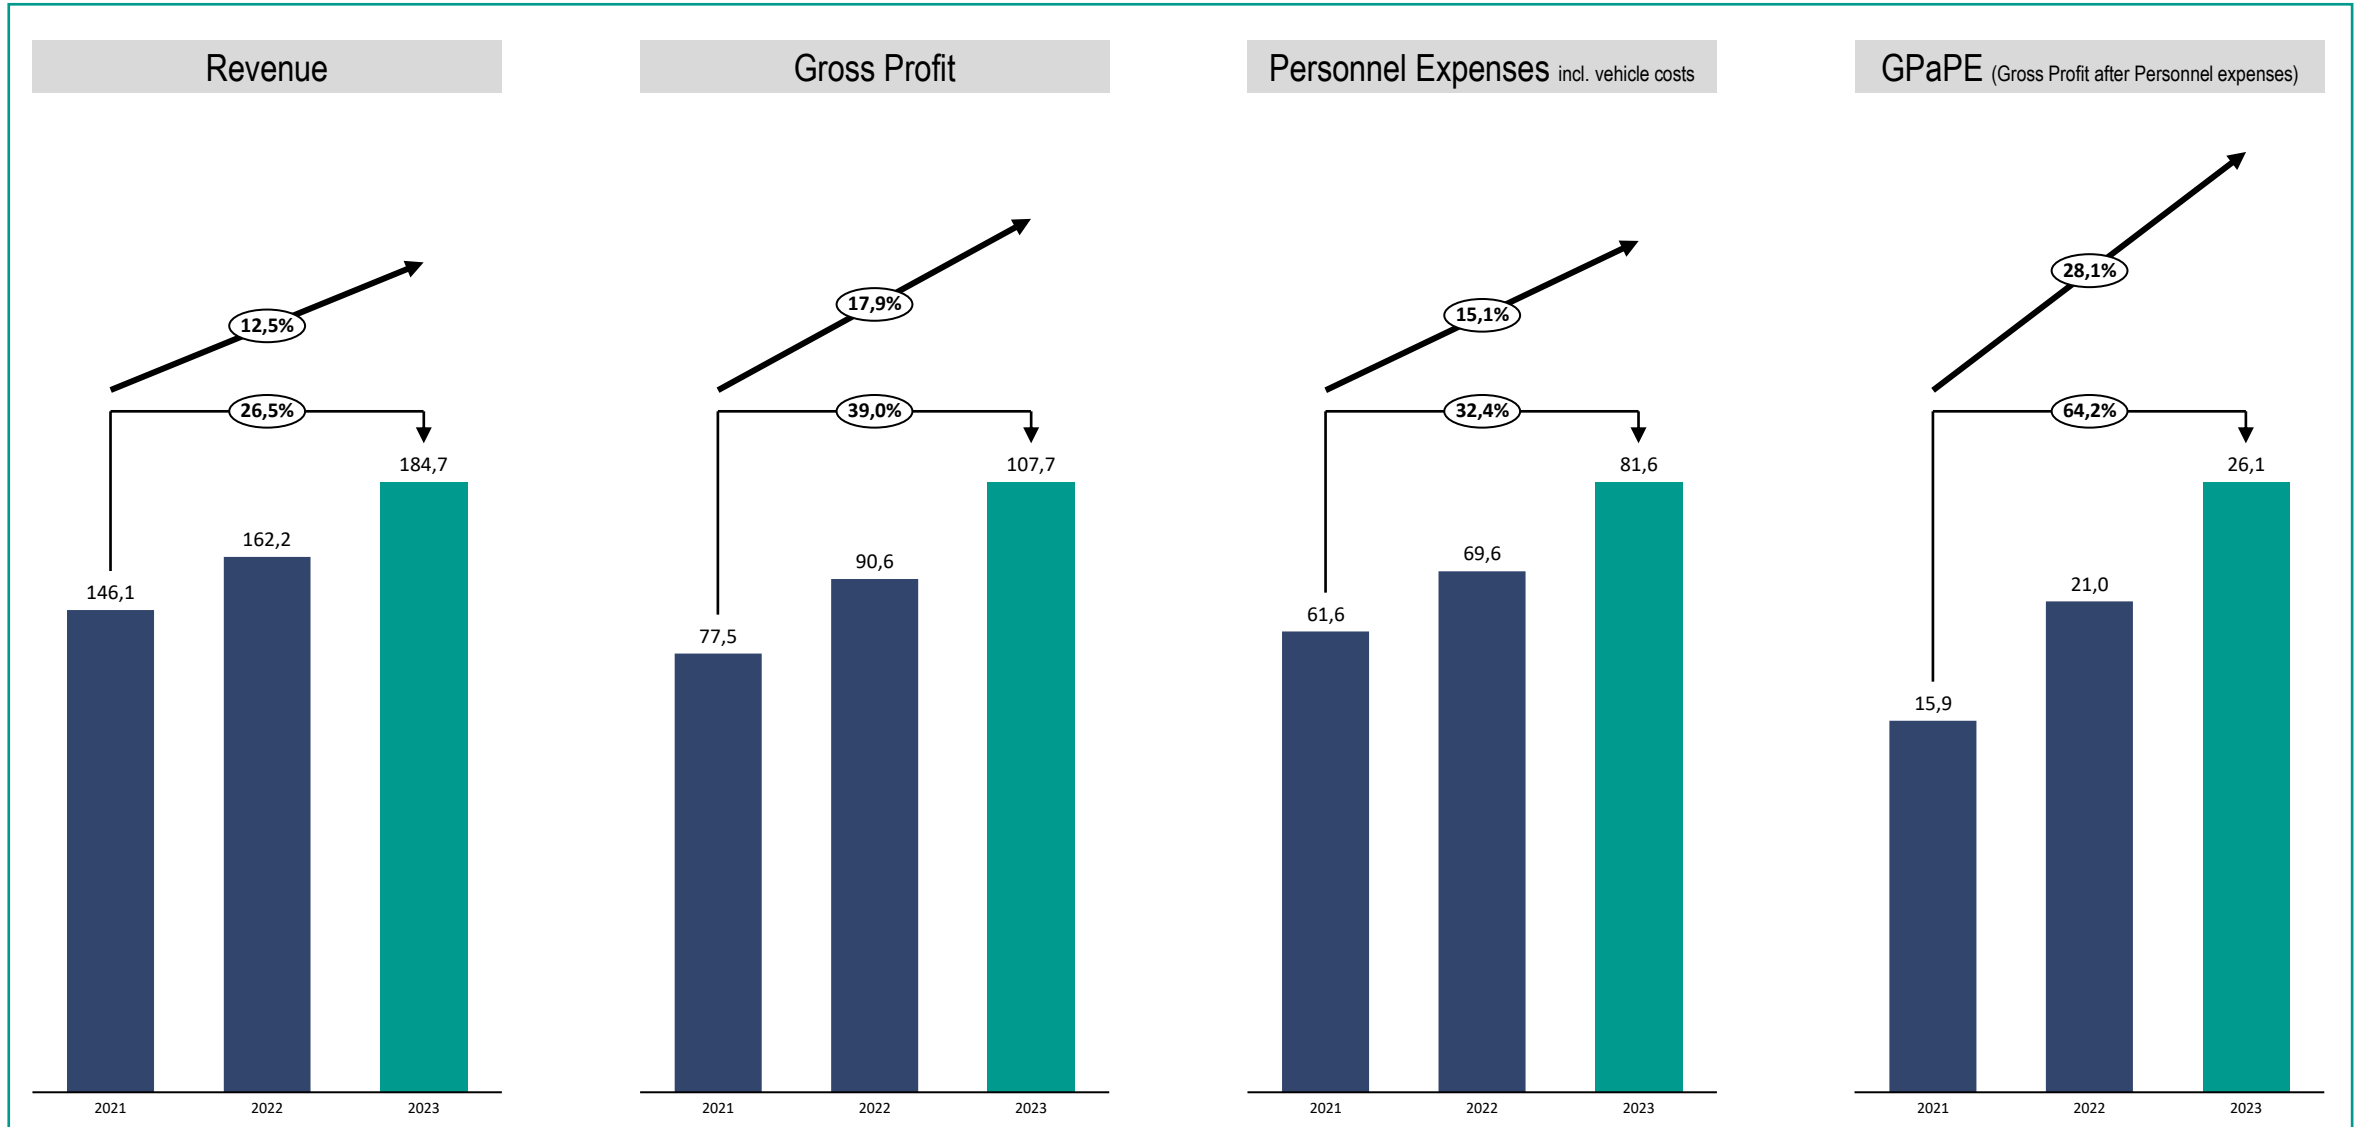 Revenue
12,5%
26,5%
184,7
162,2
146,1
2021 2022 2023
Gross Profit
17,9%
39,0%
107,7
90,6
77,5
2021 2022 2023
Personnel Expenses incl. vehicle costs
15,1%
32,4%
81,6
69,6
61,6
2021 2022 2023
GPaPE (Gross Profit after Personnel expenses)
28,1%
64,2%
26,1
21,0
15,9
2021 2022 2023